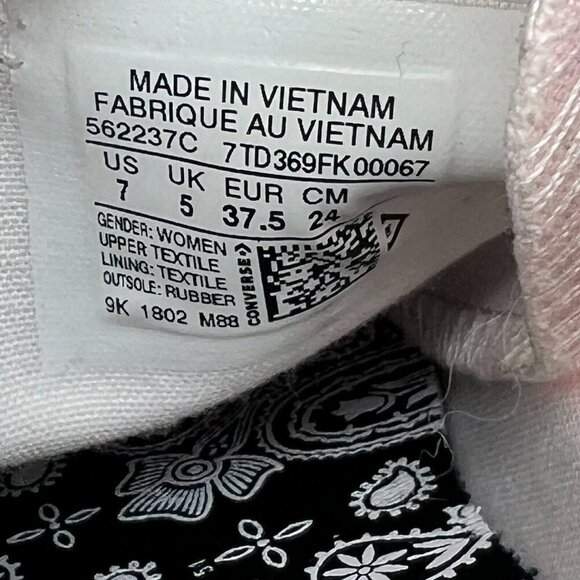 MADE IN VIETNAM
FABRIQUE AU VIETNAM
562237C 7TD369FK00067
US UK EUR CM
7 5 37.5 24
GENDER: WOMEN
UPPER: TEXTILE
LINING: TEXTILE
OUTSOLE: RUBBER
9K 1802 M88
CONVERSE